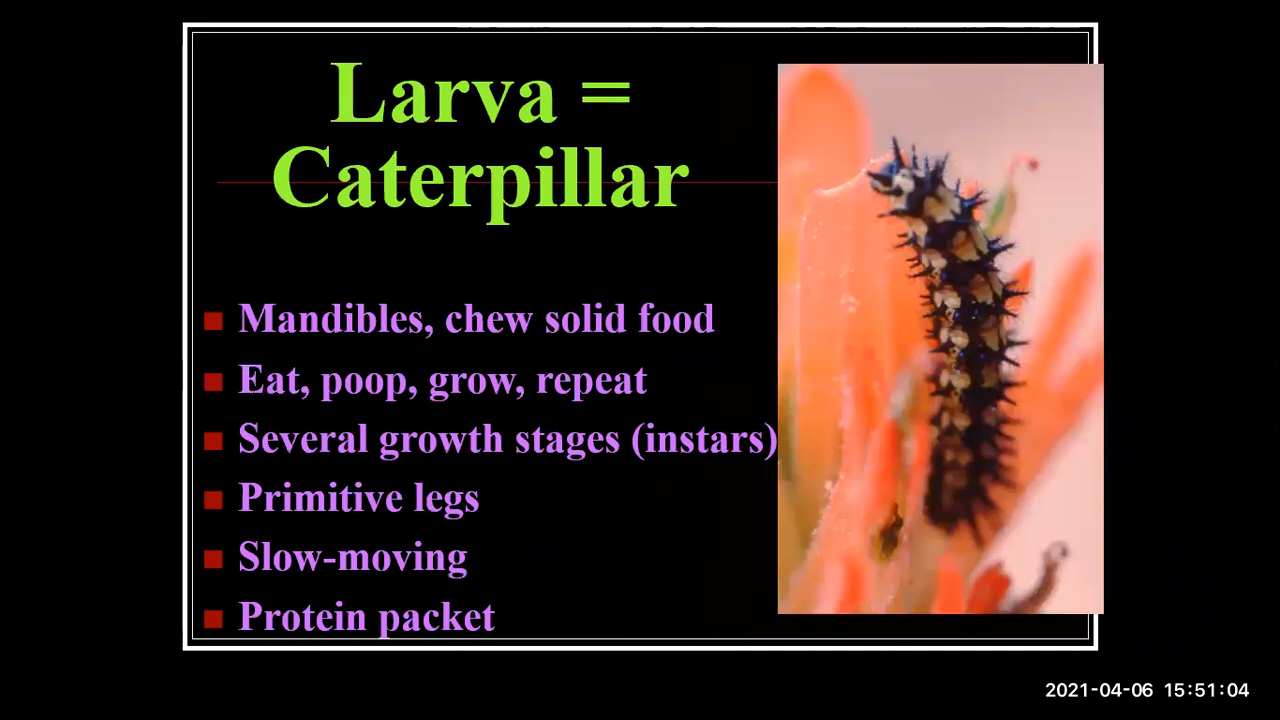 Larva =
Caterpillar
Mandibles, chew solid food
Eat, poop, grow, repeat
Several growth stages (instars)
Primitive legs
Slow-moving
Protein packet
2021-04-06 15:51:04